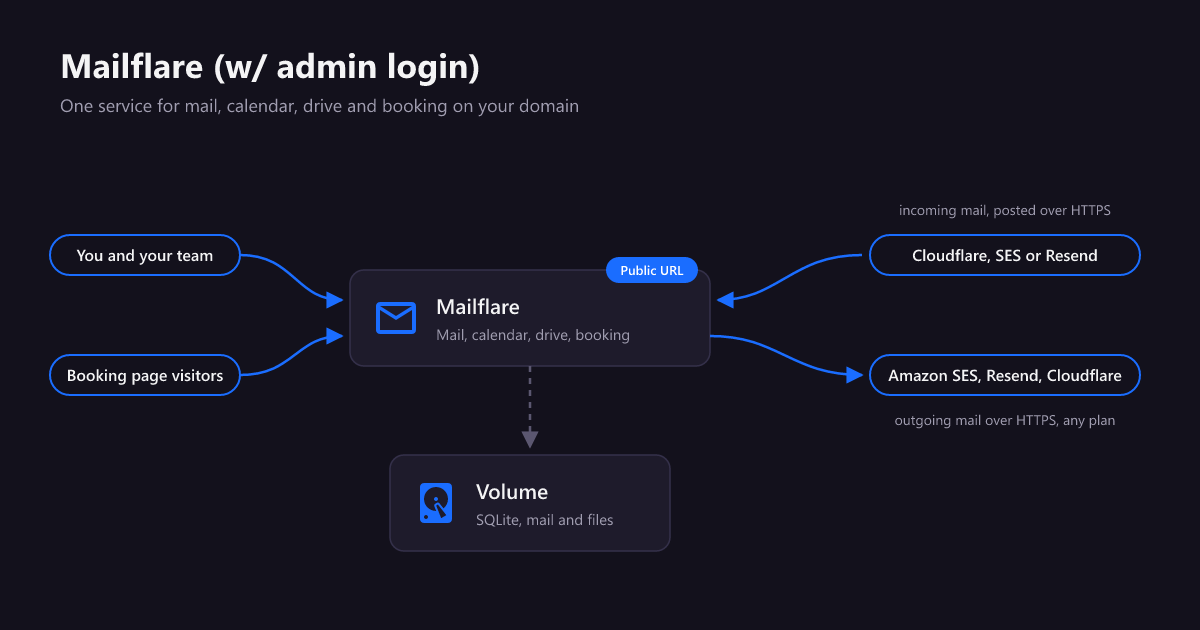 Mailflare (w/ admin login)
One service for mail, calendar, drive and booking on your domain
incoming mail, posted over HTTPS
You and your team
Cloudflare, SES or Resend
Public URL
Mailflare
Mail, calendar, drive, booking
Booking page visitors
Amazon SES, Resend, Cloudflare
outgoing mail over HTTPS, any plan
Volume
SQLite, mail and files